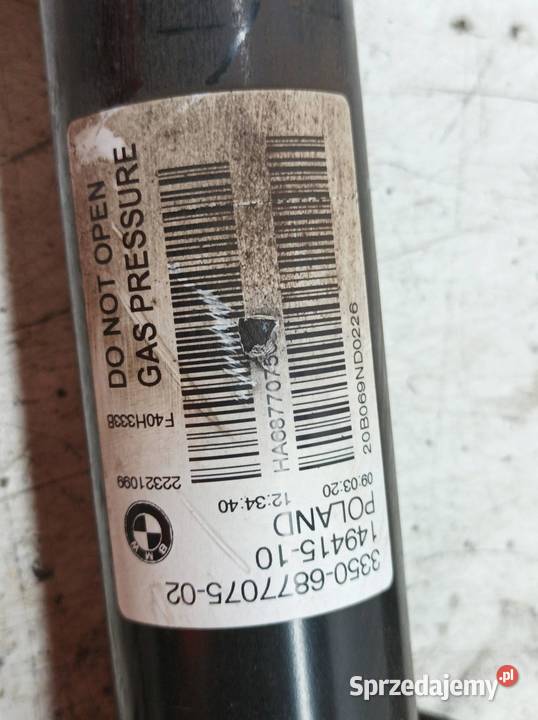 3350-6877075-02
149415-10
POLAND
12:34:40
09:03:20
BMW
22321099
F40H333B
HA6877075
20B069ND0226
DO NOT OPEN
GAS PRESSURE
Sprzedajemy.pl